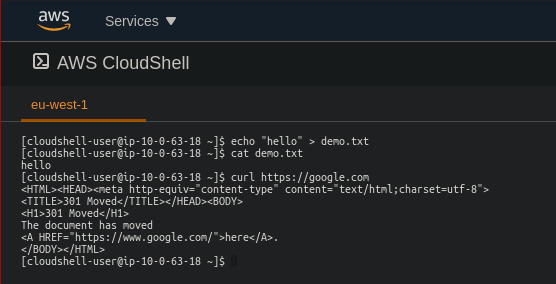 aws
Services
AWS CloudShell
eu-west-1
[cloudshell-user@ip-10-0-63-18 ~]$ echo "hello" > demo.txt
[cloudshell-user@ip-10-0-63-18 ~]$ cat demo.txt
hello
[cloudshell-user@ip-10-0-63-18 ~]$ curl https://google.com
<HTML><HEAD><meta http-equiv="content-type" content="text/html;charset=utf-8">
<TITLE>301 Moved</TITLE></HEAD><BODY>
<H1>301 Moved</H1>
The document has moved
<A HREF="https://www.google.com/">here</A>.
</BODY></HTML>
[cloudshell-user@ip-10-0-63-18 ~]$